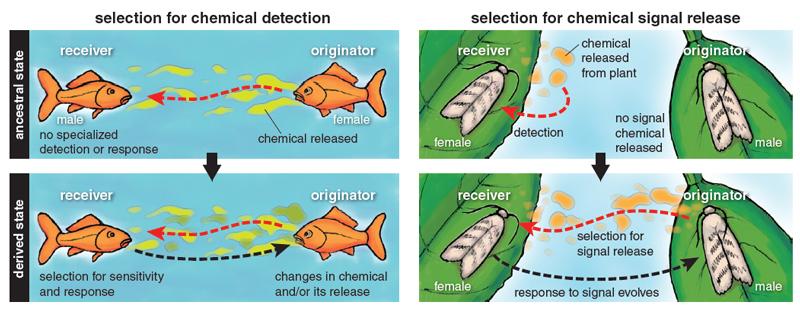 selection for chemical detection
ancestral state
receiver
originator
male
female
no specialized
detection or response
chemical released
derived state
receiver
originator
selection for sensitivity
and response
changes in chemical
and/or its release
selection for chemical signal release
receiver
originator
chemical
released
from plant
detection
no signal
chemical
released
female
male
receiver
originator
selection for
signal release
female
male
response to signal evolves